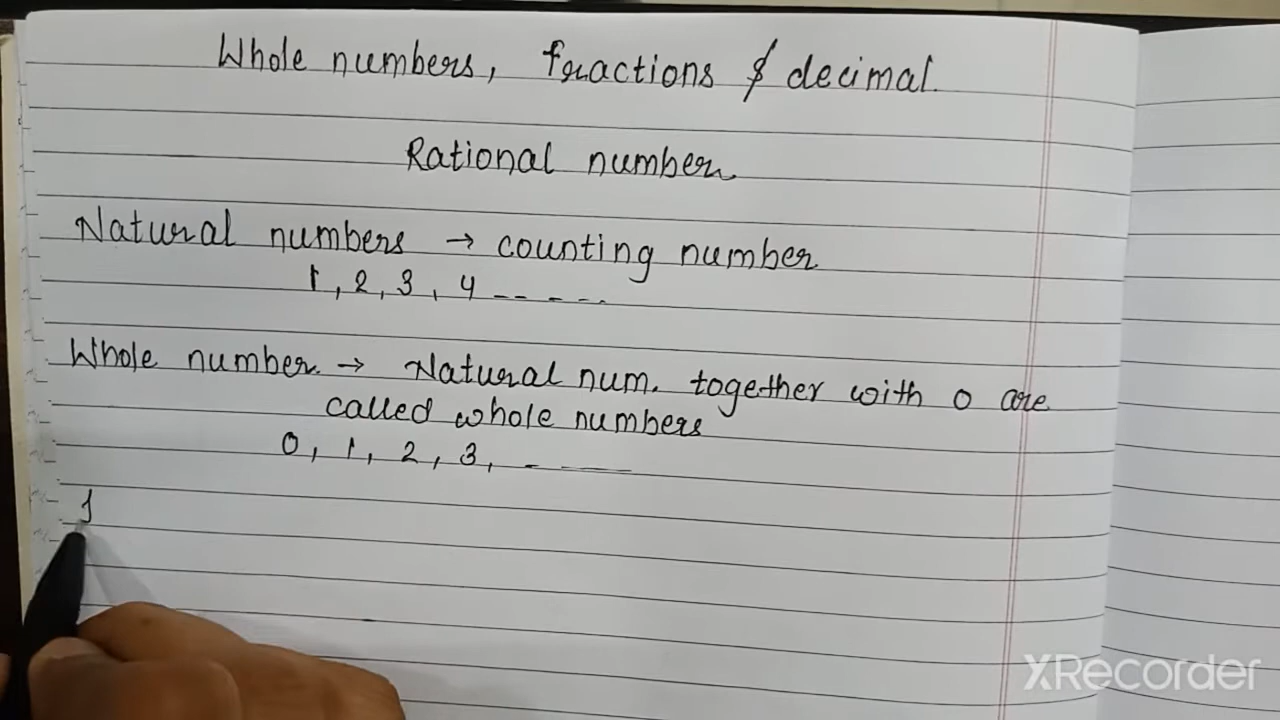 Whole numbers, fractions & decimal.
Rational number
Natural numbers → counting number
1, 2, 3, 4 -----
Whole number → Natural num. together with 0 are
called whole numbers
0, 1, 2, 3, - —
XRecorder